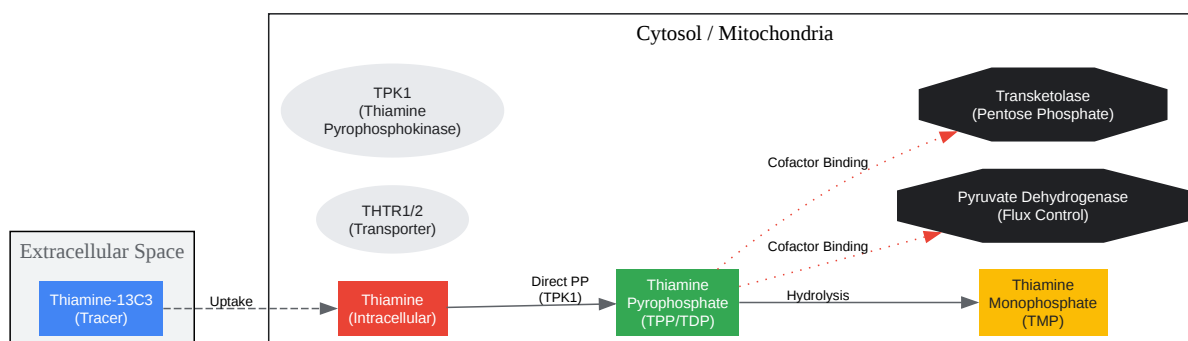 Cytosol / Mitochondria
TPK1
(Thiamine
Pyrophosphokinase)
Transketolase
(Pentose Phosphate)
Cofactor Binding
THTR1/2
(Transporter)
Pyruvate Dehydrogenase
(Flux Control)
Extracellular Space
Cofactor Binding
Thiamine-13C3
(Tracer)
Uptake
Thiamine
(Intracellular)
Direct PP
(TPK1)
Thiamine
Pyrophosphate
(TPP/TDP)
Hydrolysis
Thiamine
Monophosphate
(TMP)